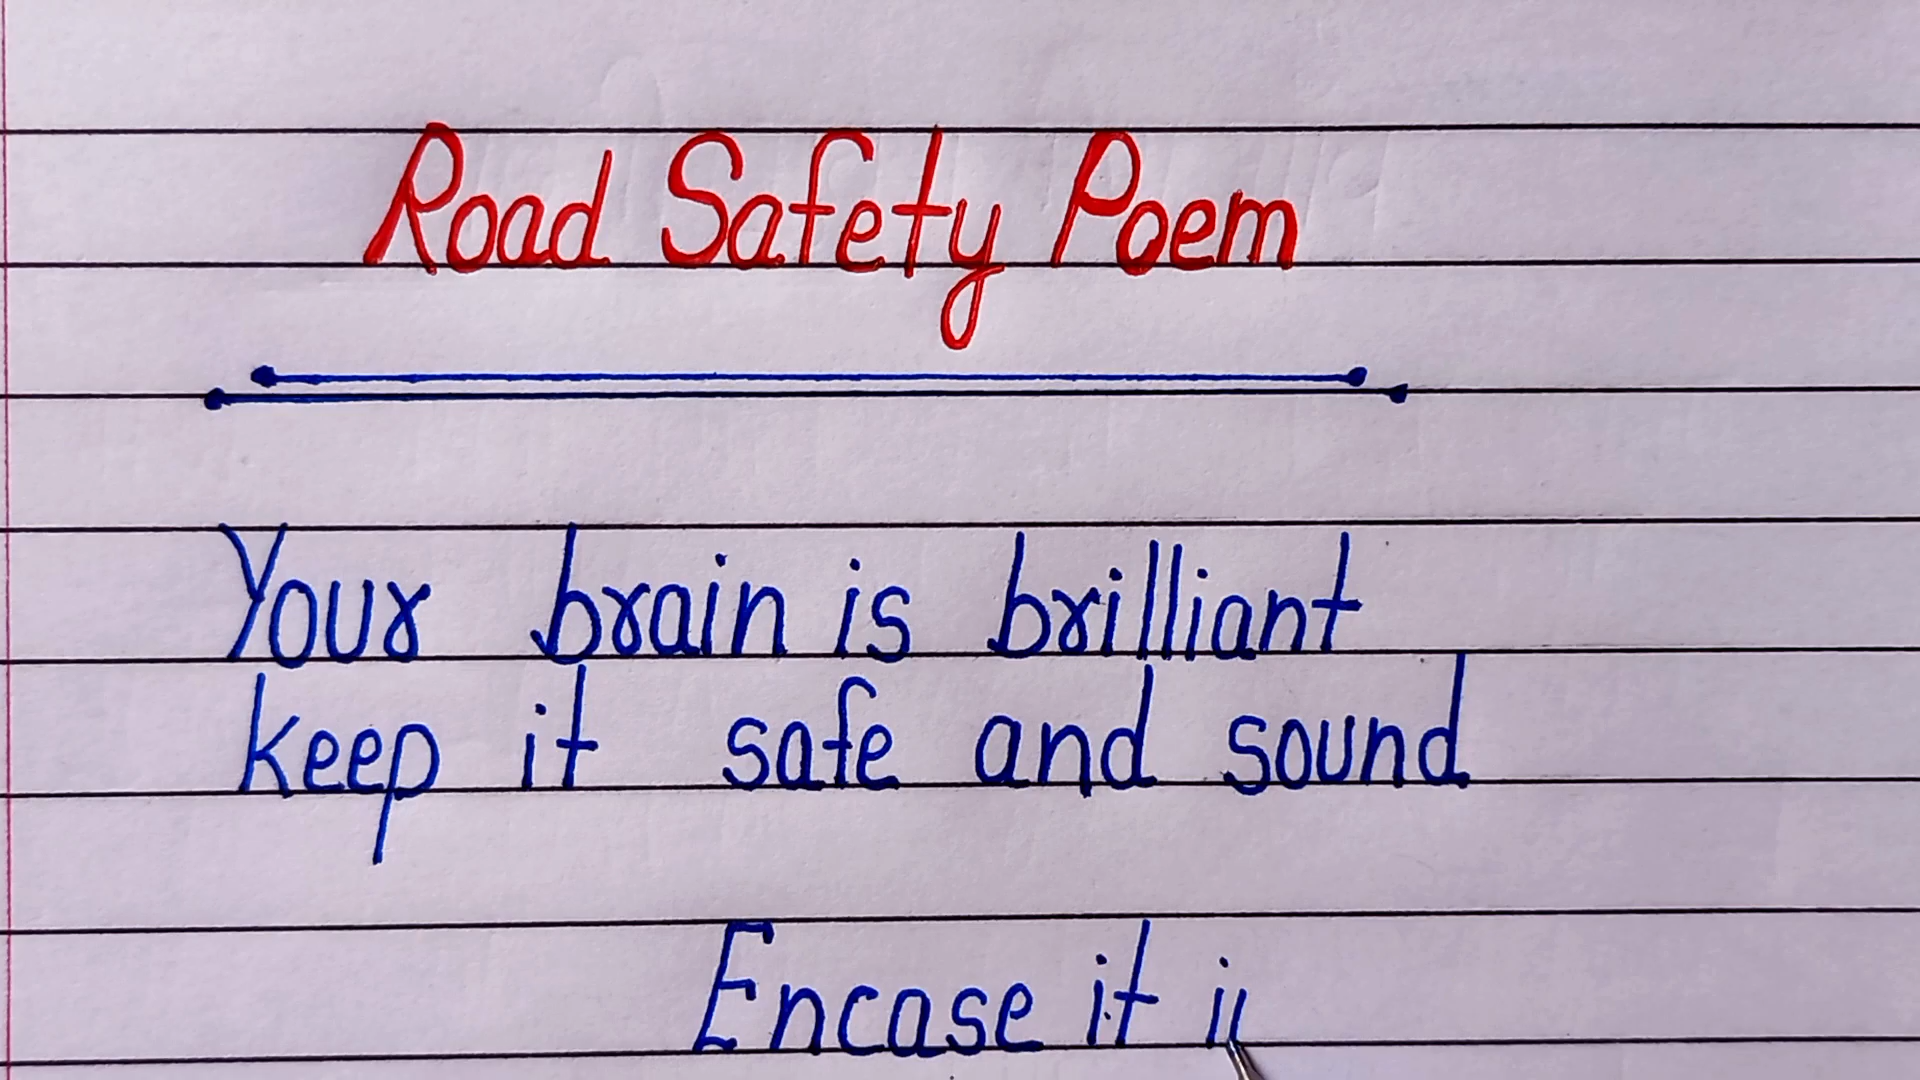 Road Safety Poem
Your brain is brilliant
keep it safe and sound
Encase it